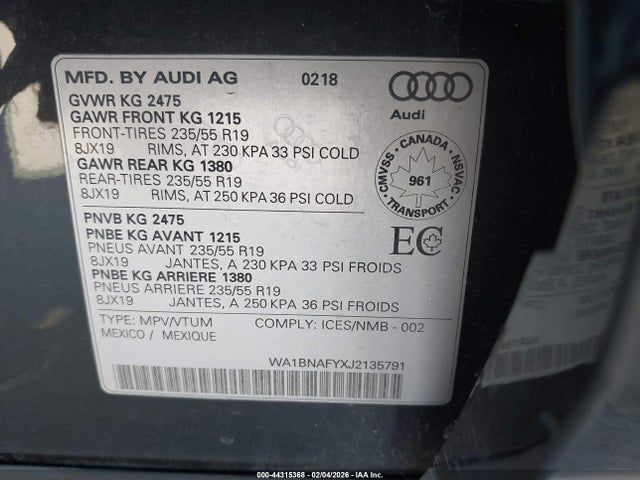 MFD. BY AUDI AG 0218
GVWR KG 2475
GAWR FRONT KG 1215
FRONT-TIRES 235/55 R19
8JX19 RIMS, AT 230 KPA 33 PSI COLD
GAWR REAR KG 1380
REAR-TIRES 235/55 R19
8JX19 RIMS, AT 250 KPA 36 PSI COLD
Audi
CANADA
CMVSS
NSVAC
961
TRANSPORT
PNVB KG 2475
PNBE KG AVANT 1215
PNEUS AVANT 235/55 R19
8JX19 JANTES, A 230 KPA 33 PSI FROIDS
PNBE KG ARRIERE 1380
PNEUS ARRIERE 235/55 R19
8JX19 JANTES, A 250 KPA 36 PSI FROIDS
EC
TYPE: MPV/VTUM COMPLY: ICES/NMB - 002
MEXICO / MEXIQUE
WA1BNAFYXJ2135791
000-44315368 - 02/04/2026 - IAA Inc.